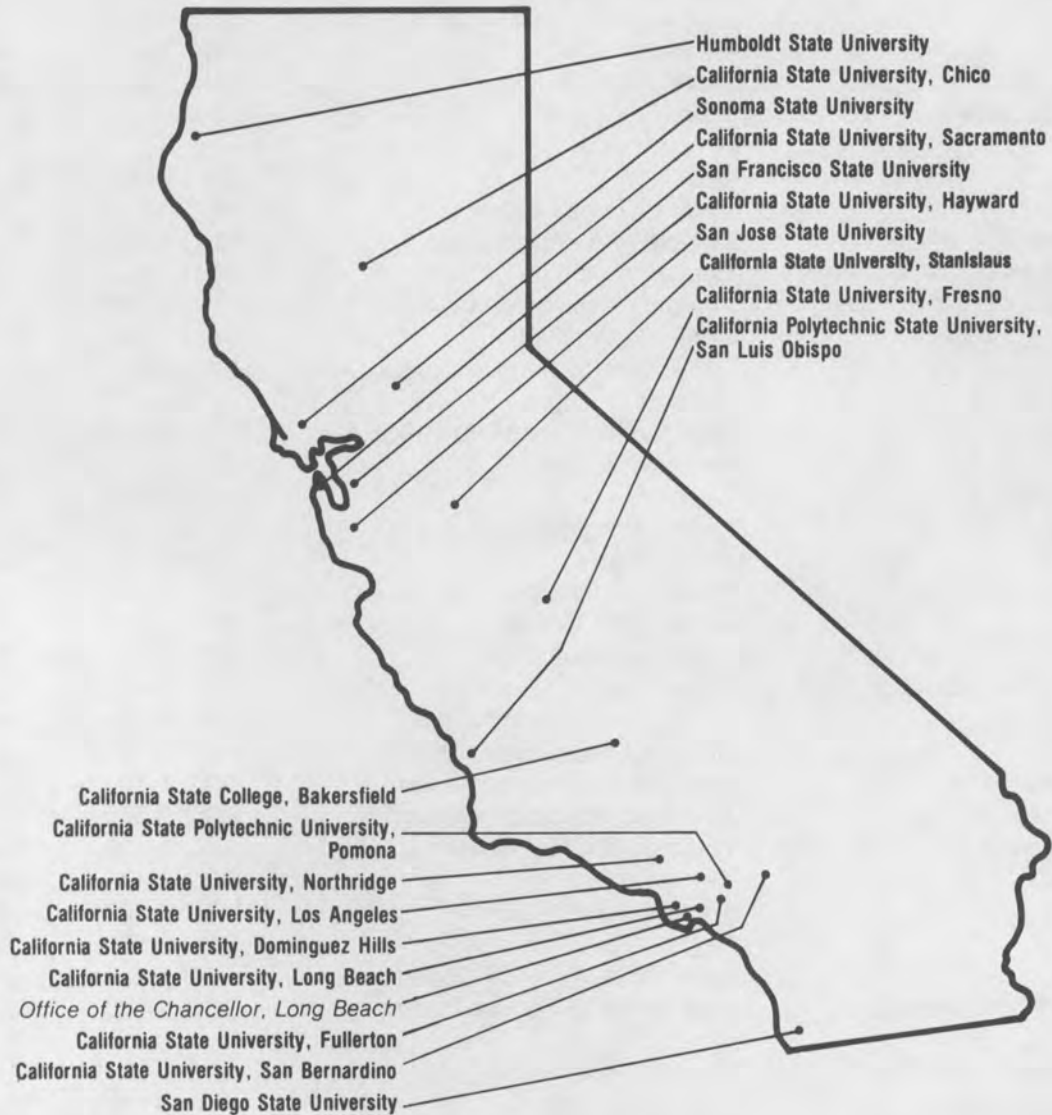 Humboldt State University
California State University, Chico
Sonoma State University
California State University, Sacramento
San Francisco State University
California State University, Hayward
San Jose State University
California State University, Stanislaus
California State University, Fresno
California Polytechnic State University,
San Luis Obispo
California State College, Bakersfield
California State Polytechnic University,
Pomona
California State University, Northridge
California State University, Los Angeles
California State University, Dominguez Hills
California State University, Long Beach
Office of the Chancellor, Long Beach
California State University, Fullerton
California State University, San Bernardino
San Diego State University